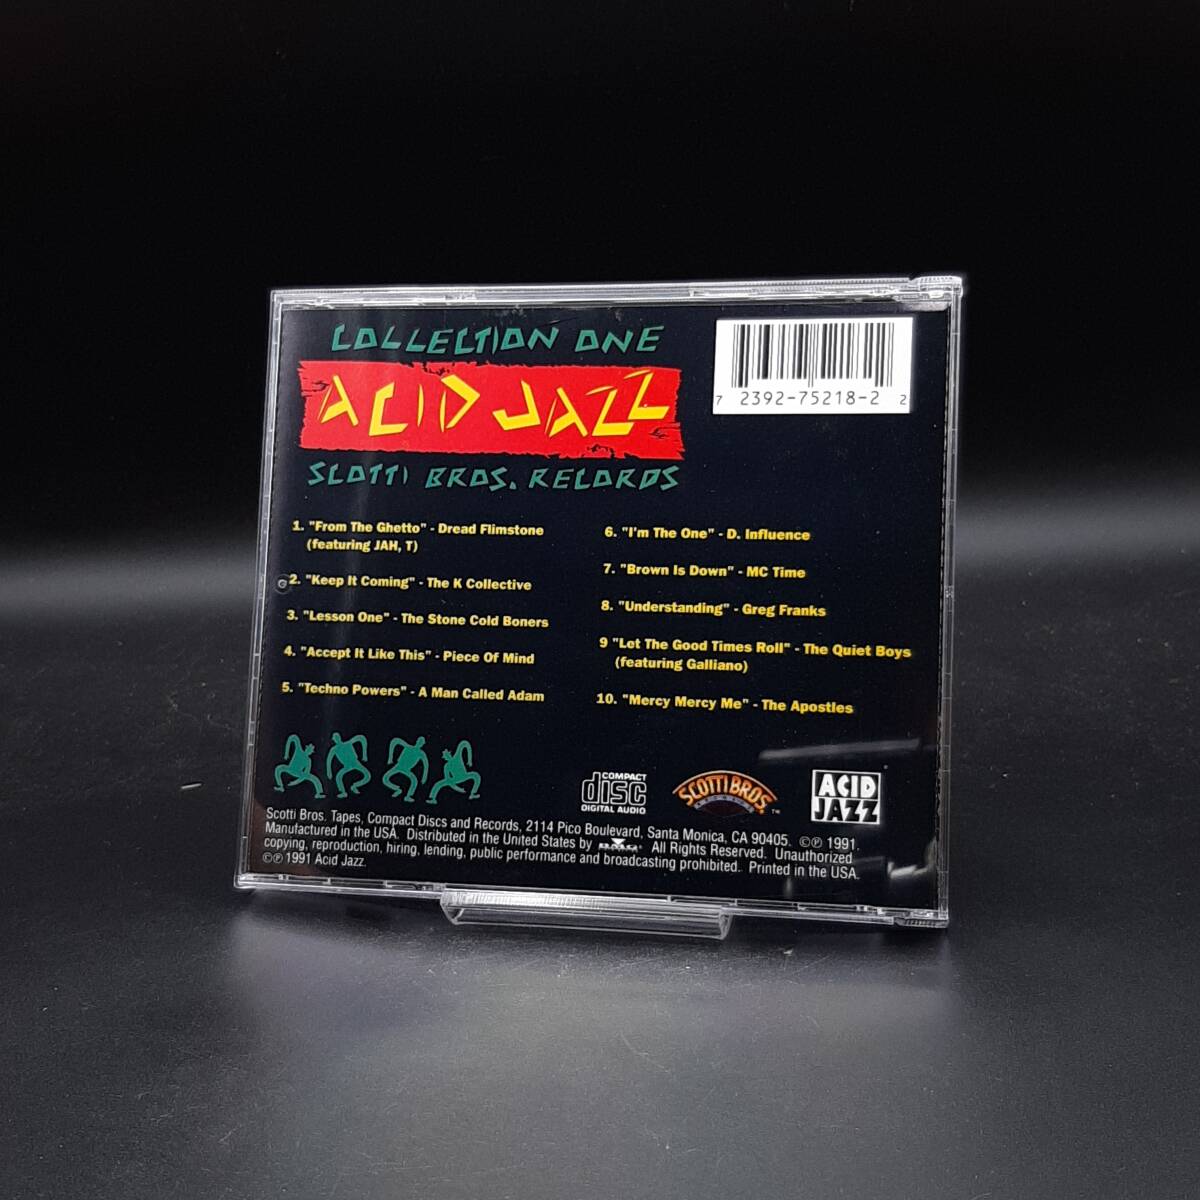 COLLECTION ONE
ACID JAZZ
SCOTTI BROS. RECORDS
7 2392-75218-2 2
1. "From The Ghetto" - Dread Flimstone
(featuring JAH, T)
2. "Keep It Coming" - The K Collective
3. "Lesson One" - The Stone Cold Boners
4. "Accept It Like This" - Piece Of Mind
5. "Techno Powers" - A Man Called Adam
6. "I'm The One" - D. Influence
7. "Brown Is Down" - MC Time
8. "Understanding" - Greg Franks
9 "Let The Good Times Roll" - The Quiet Boys
(featuring Galliano)
10. "Mercy Mercy Me" - The Apostles
COMPACT
disc
DIGITAL AUDIO
SCOTTI BROS.
TM
ACID
JAZZ
Scotti Bros. Tapes, Compact Discs and Records, 2114 Pico Boulevard, Santa Monica, CA 90405. ©℗ 1991.
Manufactured in the USA. Distributed in the United States by BMG All Rights Reserved. Unauthorized
copying, reproduction, hiring, lending, public performance and broadcasting prohibited. Printed in the USA.
©℗ 1991 Acid Jazz.